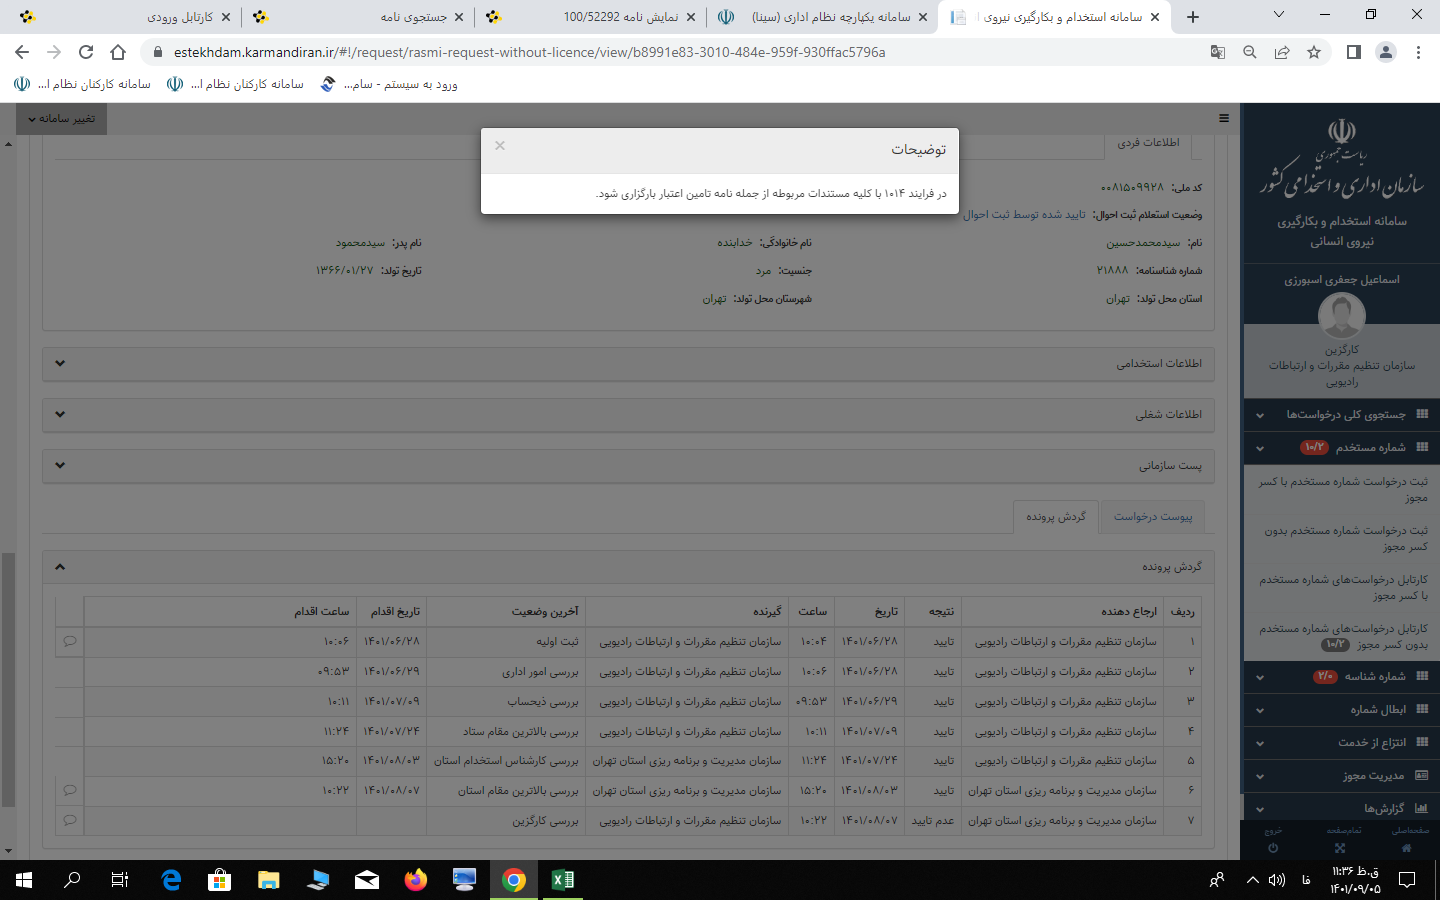 کارتابل ورودی
جستجوی نامه
نمایش نامه 100/52292
سامانه یکپارچه نظام اداری (سینا)
سامانه استخدام و بکارگیری نیروی ا
estekhdam.karmandiran.ir/#!/request/rasmi-request-without-licence/view/b8991e83-3010-484e-959f-930ffac5796a
سامانه کارکنان نظام ا...
سامانه کارکنان نظام ا...
ورود به سیستم - سام...
تغییر سامانه
توضیحات
در فرایند ۱۰۱۴ با کلیه مستندات مربوطه از جمله نامه تامین اعتبار بارگزاری شود.
اطلاعات فردی
کد ملی: ۰۰۸۱۵۰۹۹۲۸
وضعیت استعلام ثبت احوال: تایید شده توسط ثبت احوال
نام: سیدمحمدحسین نام خانوادگی: خدابنده نام پدر: سیدمحمود
شماره شناسنامه: ۲۱۸۸۸ جنسیت: مرد تاریخ تولد: ۱۳۶۶/۰۱/۲۷
استان محل تولد: تهران شهرستان محل تولد: تهران
اطلاعات استخدامی
اطلاعات شغلی
پست سازمانی
پیوست درخواست گردش پرونده
گردش پرونده
ردیف ارجاع دهنده نتیجه تاریخ ساعت گیرنده آخرین وضعیت تاریخ اقدام ساعت اقدام
۱ سازمان تنظیم مقررات و ارتباطات رادیویی تایید ۱۴۰۱/۰۶/۲۸ ۱۰:۰۴ سازمان تنظیم مقررات و ارتباطات رادیویی ثبت اولیه ۱۴۰۱/۰۶/۲۸ ۱۰:۰۶
۲ سازمان تنظیم مقررات و ارتباطات رادیویی تایید ۱۴۰۱/۰۶/۲۸ ۱۰:۰۶ سازمان تنظیم مقررات و ارتباطات رادیویی بررسی امور اداری ۱۴۰۱/۰۶/۲۹ ۰۹:۵۳
۳ سازمان تنظیم مقررات و ارتباطات رادیویی تایید ۱۴۰۱/۰۶/۲۹ ۰۹:۵۳ سازمان تنظیم مقررات و ارتباطات رادیویی بررسی ذیحساب ۱۴۰۱/۰۷/۰۹ ۱۰:۱۱
۴ سازمان تنظیم مقررات و ارتباطات رادیویی تایید ۱۴۰۱/۰۷/۰۹ ۱۰:۱۱ سازمان تنظیم مقررات و ارتباطات رادیویی بررسی بالاترین مقام ستاد ۱۴۰۱/۰۷/۲۴ ۱۱:۲۴
۵ سازمان تنظیم مقررات و ارتباطات رادیویی تایید ۱۴۰۱/۰۷/۲۴ ۱۱:۲۴ سازمان مدیریت و برنامه ریزی استان تهران بررسی کارشناس استخدام استان ۱۴۰۱/۰۸/۰۳ ۱۵:۲۰
۶ سازمان مدیریت و برنامه ریزی استان تهران تایید ۱۴۰۱/۰۸/۰۳ ۱۵:۲۰ سازمان مدیریت و برنامه ریزی استان تهران بررسی بالاترین مقام استان ۱۴۰۱/۰۸/۰۷ ۱۰:۲۲
۷ سازمان مدیریت و برنامه ریزی استان تهران عدم تایید ۱۴۰۱/۰۸/۰۷ ۱۰:۲۲ سازمان تنظیم مقررات و ارتباطات رادیویی بررسی کارگزین
ریاست جمهوری
سازمان اداری و استخدامی کشور
سامانه استخدام و بکارگیری
نیروی انسانی
اسماعیل جعفری اسبورزی
کارگزین
سازمان تنظیم مقررات و ارتباطات
رادیویی
جستجوی کلی درخواست‌ها
شماره مستخدم ۱۰/۲
ثبت درخواست شماره مستخدم با کسر
مجوز
ثبت درخواست شماره مستخدم بدون
کسر مجوز
کارتابل درخواست‌های شماره مستخدم
با کسر مجوز
کارتابل درخواست‌های شماره مستخدم
بدون کسر مجوز ۱۰/۲
شماره شناسه ۲/۰
ابطال شماره
انتزاع از خدمت
مدیریت مجوز
گزارش‌ها
صفحه‌اصلی تمام‌صفحه خروج
فا
ق.ظ ۱۱:۳۶
۱۴۰۱/۰۹/۰۵